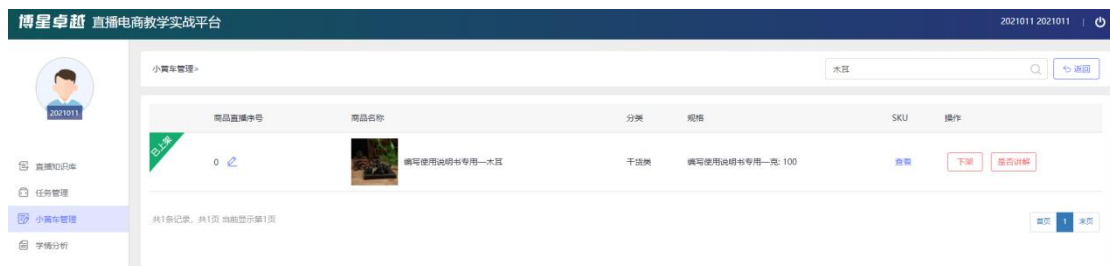 博星卓越 直播电商教学实战平台
2021011 2021011
2021011
直播知识库
任务管理
小黄车管理
学情分析
小黄车管理>
木耳
返回
商品直播序号 商品名称 分类 规格 SKU 操作
已上架
0 编写使用说明书专用—木耳 干货类 编写使用说明书专用—克: 100 查看 下架 是否讲解
共1条记录, 共1页 当前显示第1页
首页 1 末页